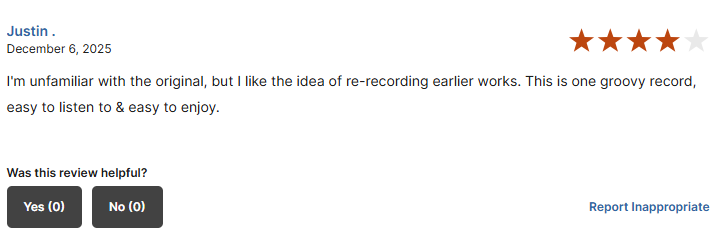 Justin .
December 6, 2025
I'm unfamiliar with the original, but I like the idea of re-recording earlier works. This is one groovy record,
easy to listen to & easy to enjoy.
Was this review helpful?
Yes (0) No (0) Report Inappropriate